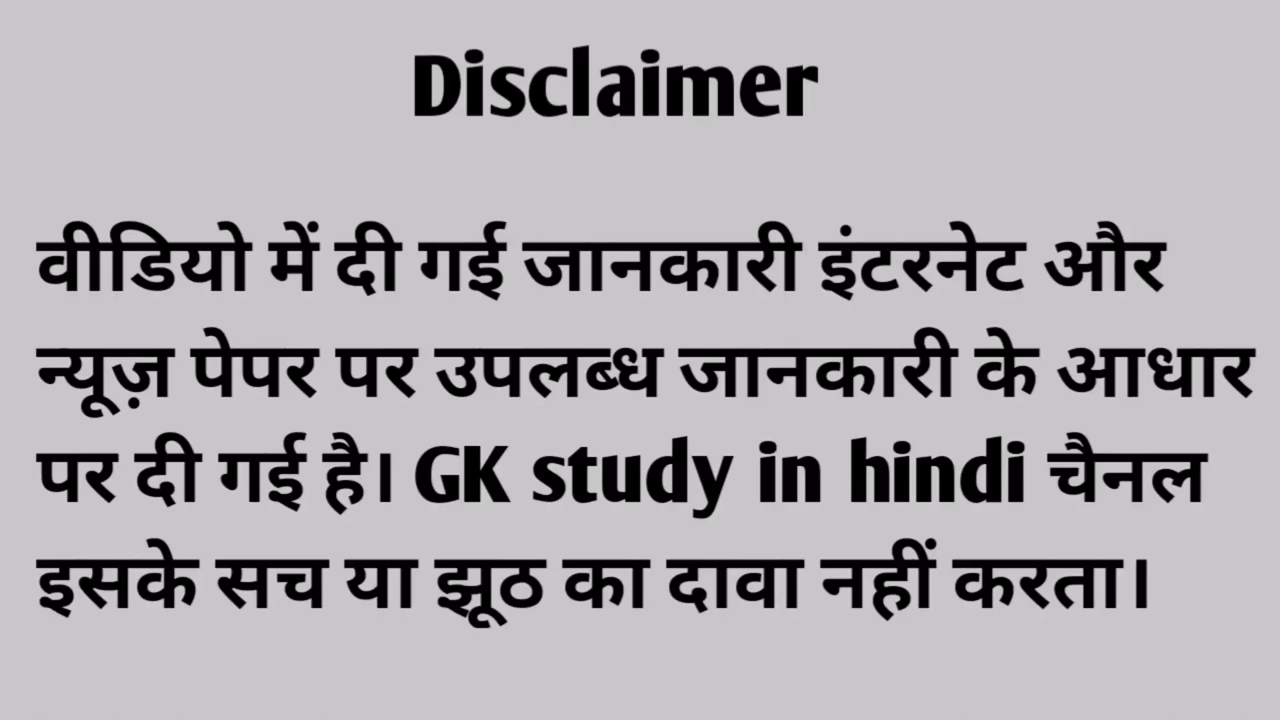 Disclaimer
वीडियो में दी गई जानकारी इंटरनेट और
न्यूज़ पेपर पर उपलब्ध जानकारी के आधार
पर दी गई है। GK study in hindi चैनल
इसके सच या झूठ का दावा नहीं करता।